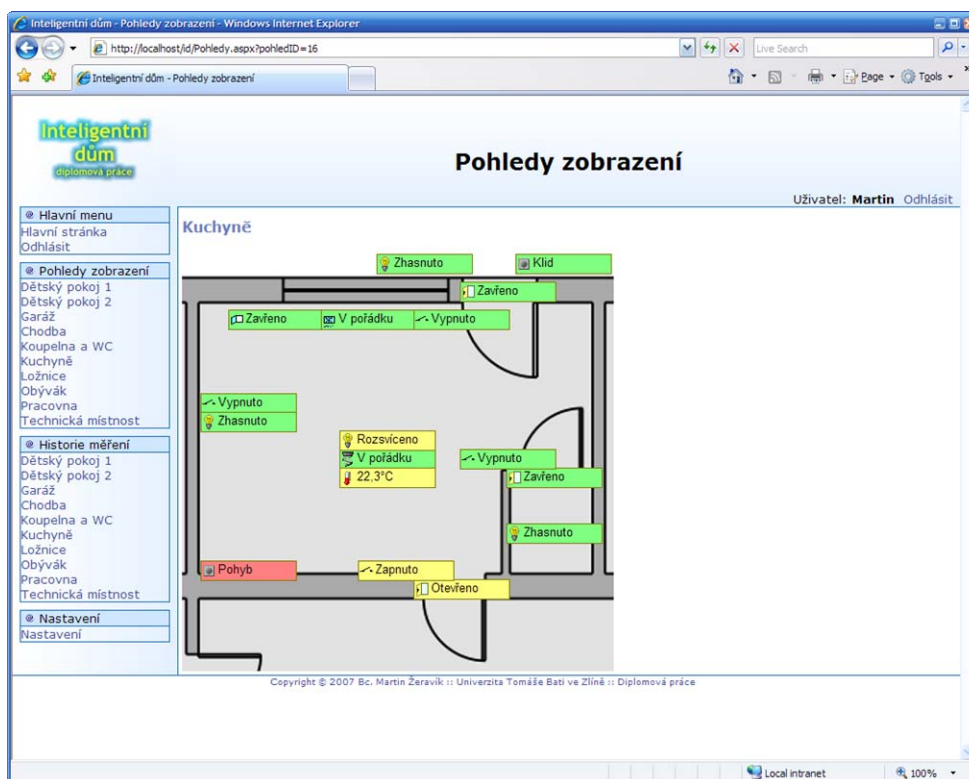 Inteligentní dům - Pohledy zobrazení - Windows Internet Explorer
http://localhost/id/Pohledy.aspx?pohledID=16
Live Search
Inteligentní dům - Pohledy zobrazení
Page
Tools
Inteligentní
dům
diplomová práce
Pohledy zobrazení
Uživatel: Martin Odhlásit
Hlavní menu
Hlavní stránka
Odhlásit
Pohledy zobrazení
Dětský pokoj 1
Dětský pokoj 2
Garáž
Chodba
Koupelna a WC
Kuchyně
Ložnice
Obývák
Pracovna
Technická místnost
Historie měření
Dětský pokoj 1
Dětský pokoj 2
Garáž
Chodba
Koupelna a WC
Kuchyně
Ložnice
Obývák
Pracovna
Technická místnost
Nastavení
Nastavení
Kuchyně
Zhasnuto
Klid
Zavřeno
Zavřeno
V pořádku
Vypnuto
Vypnuto
Zhasnuto
Rozsvíceno
V pořádku
22,3°C
Vypnuto
Zavřeno
Zhasnuto
Pohyb
Zapnuto
Otevřeno
Copyright © 2007 Bc. Martin Žeravík :: Univerzita Tomáše Bati ve Zlíně :: Diplomová práce
Local intranet
100%